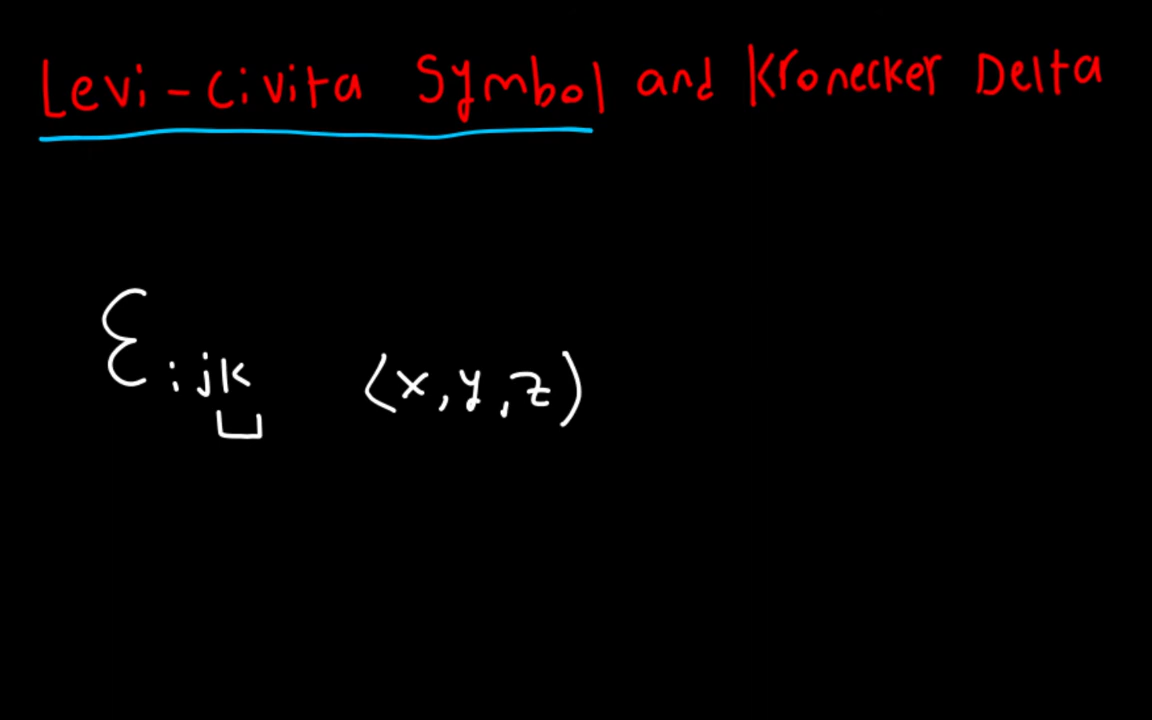 Levi-Civita Symbol and Kronecker Delta
εijk (x,y,z)